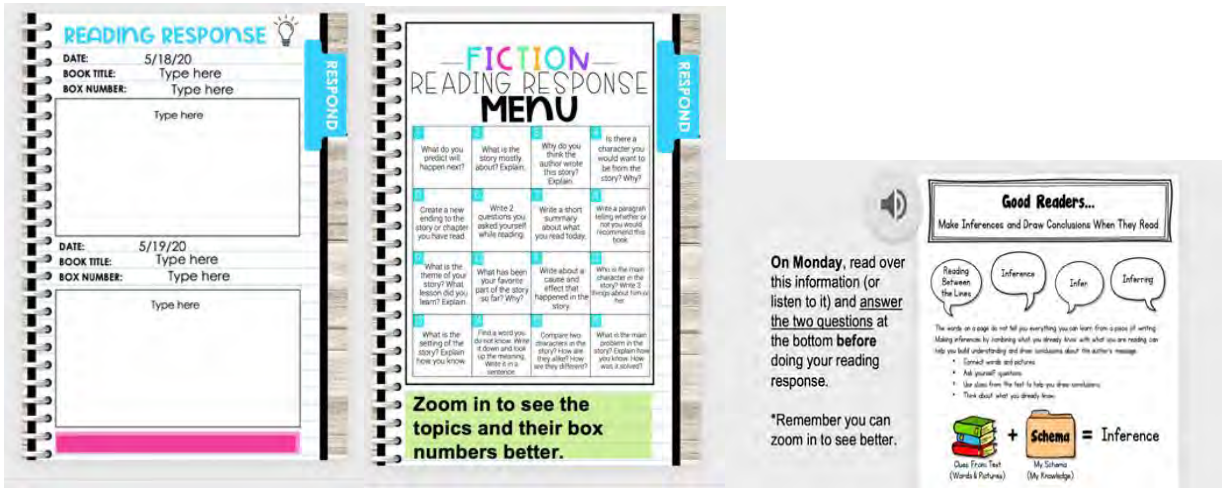 READING RESPONSE
DATE: 5/18/20
BOOK TITLE: Type here
BOX NUMBER: Type here
Type here
DATE: 5/19/20
BOOK TITLE: Type here
BOX NUMBER: Type here
Type here
RESPOND
FICTION
READING RESPONSE
MENU
1
What do you
predict will
happen next?
2
What is the
story mostly
about? Explain.
3
Why do you
think the
author wrote
this story?
Explain.
4
Is there a
character you
would want to
be from the
story? Why?
Create a new
ending to the
story or chapter
you have read.
Write 2
questions you
asked yourself
while reading.
Write a short
summary
about what
you read today.
Write a paragraph
telling whether or
not you would
recommend this
book.
What is the
theme of your
story? What
lesson did you
learn? Explain.
What has been
your favorite
part of the story
so far? Why?
Write about a
cause and
effect that
happened in the
story.
Who is the main
character in the
story? Write 2
things about him or
her.
What is the
setting of the
story? Explain
how you know.
Find a word you
do not know. Write
it down and look
up the meaning.
Write it in a
sentence.
Compare two
characters in the
story? How are
they alike? How
are they different?
What is the main
problem in the
story? Explain how
you know. How
was it solved?
Zoom in to see the
topics and their box
numbers better.
RESPOND
On Monday, read over
this information (or
listen to it) and answer
the two questions at
the bottom before
doing your reading
response.
*Remember you can
zoom in to see better.
Good Readers...
Make Inferences and Draw Conclusions When They Read
Reading
Between
the Lines
Inference
Infer
Inferring
The words on a page do not tell you everything you can learn from a piece of writing.
Making inferences by combining what you already know with what you are reading can
help you build understanding and draw conclusions about the author's message.
• Connect words and pictures.
• Ask yourself questions.
• Use clues from the text to help you draw conclusions.
• Think about what you already know.
+ Schema = Inference
Clues From Text
(Words & Pictures)
My Schema
(My Knowledge)